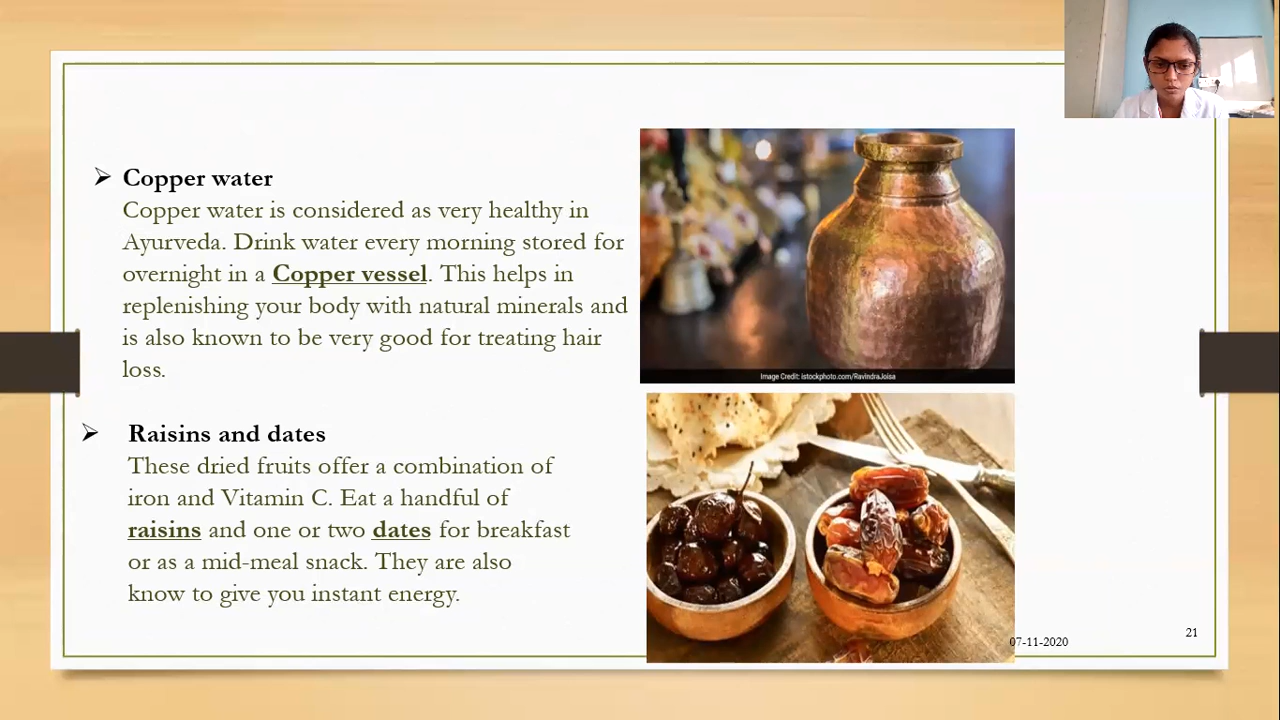 Copper water
Copper water is considered as very healthy in
Ayurveda. Drink water every morning stored for
overnight in a Copper vessel. This helps in
replenishing your body with natural minerals and
is also known to be very good for treating hair
loss.
Image Credit: istockphoto.com/RavindraJoisa
Raisins and dates
These dried fruits offer a combination of
iron and Vitamin C. Eat a handful of
raisins and one or two dates for breakfast
or as a mid-meal snack. They are also
know to give you instant energy.
07-11-2020
21